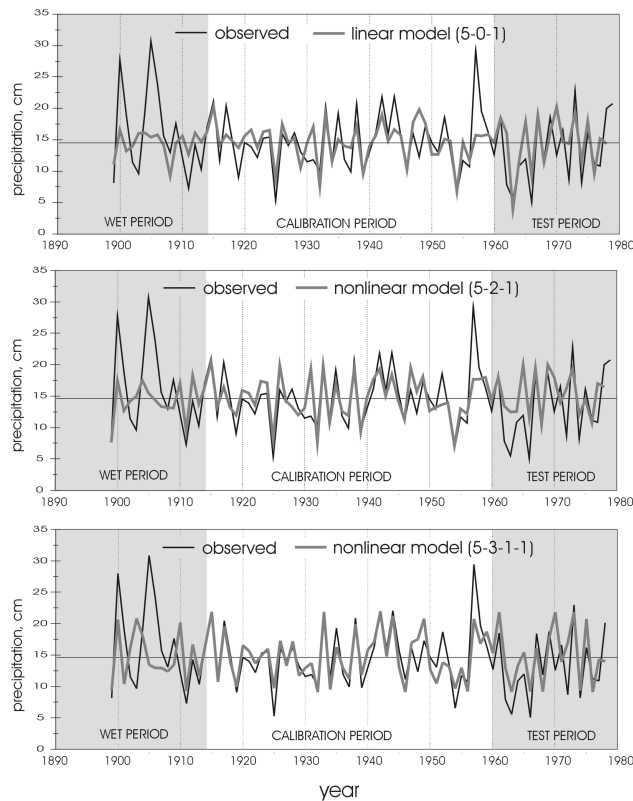 35
observed linear model (5-0-1)
30
25
20
15
10
5
0
precipitation, cm
WET PERIOD CALIBRATION PERIOD TEST PERIOD
1890 1900 1910 1920 1930 1940 1950 1960 1970 1980
35
observed nonlinear model (5-2-1)
30
25
20
15
10
5
0
precipitation, cm
WET PERIOD CALIBRATION PERIOD TEST PERIOD
1890 1900 1910 1920 1930 1940 1950 1960 1970 1980
35
observed nonlinear model (5-3-1-1)
30
25
20
15
10
5
0
precipitation, cm
WET PERIOD CALIBRATION PERIOD TEST PERIOD
1890 1900 1910 1920 1930 1940 1950 1960 1970 1980
year